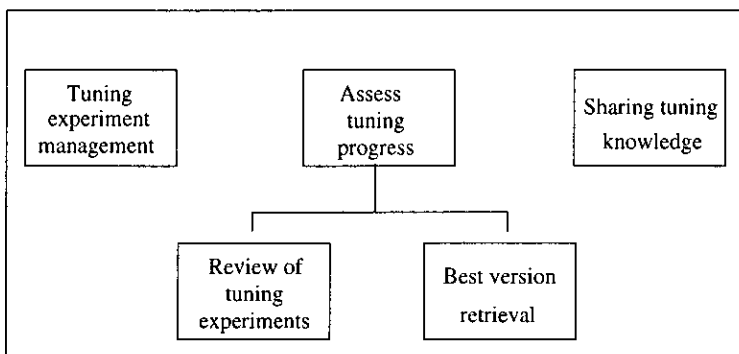 Tuning
experiment
management
Assess
tuning
progress
Sharing tuning
knowledge
Review of
tuning
experiments
Best version
retrieval